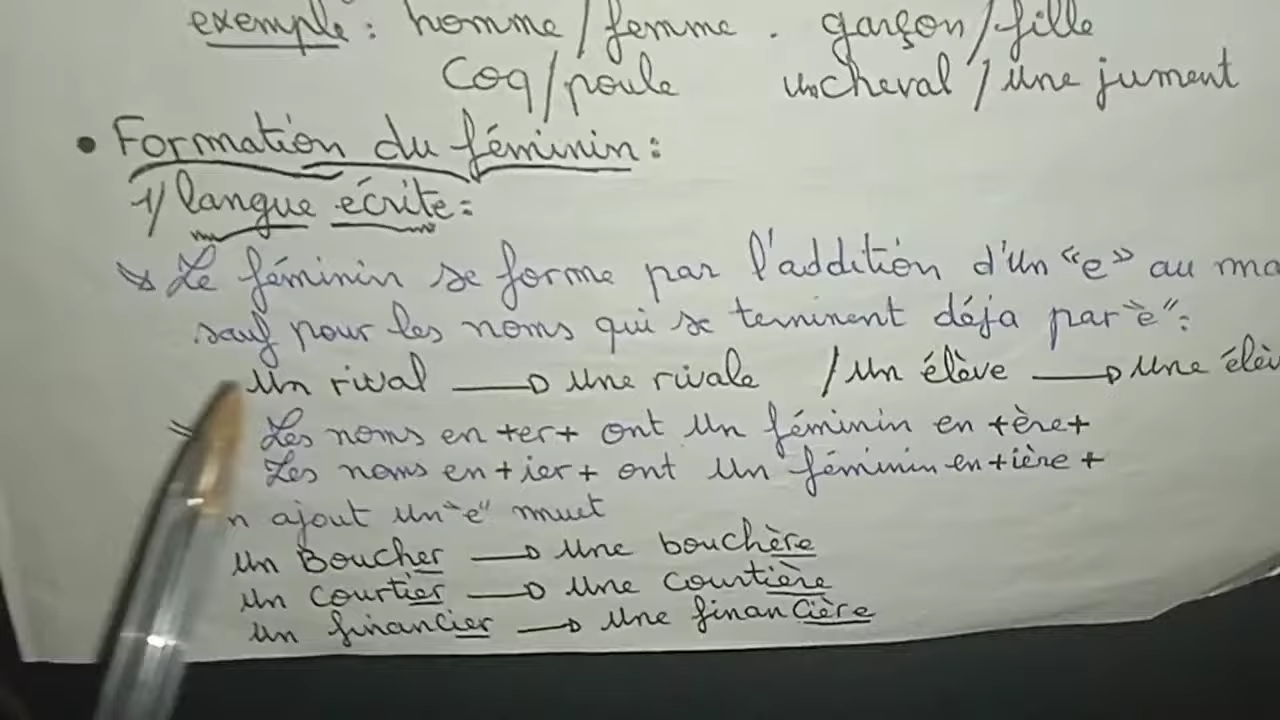 exemple : homme / femme . garçon / fille
Coq / poule un cheval / une jument
• Formation du féminin :
1) langue écrite :
Le féminin se forme par l'addition d'un "e" au ma
sauf pour les noms qui se terminent déja par "e" :
un rival → une rivale / un élève → une élèv
Les noms en +er+ ont un féminin en +ère+
Les noms en +ier+ ont un féminin en +ière+
n ajout un "e" muet
un Boucher → une bouchère
un courtier → une courtière
un financier → une financière